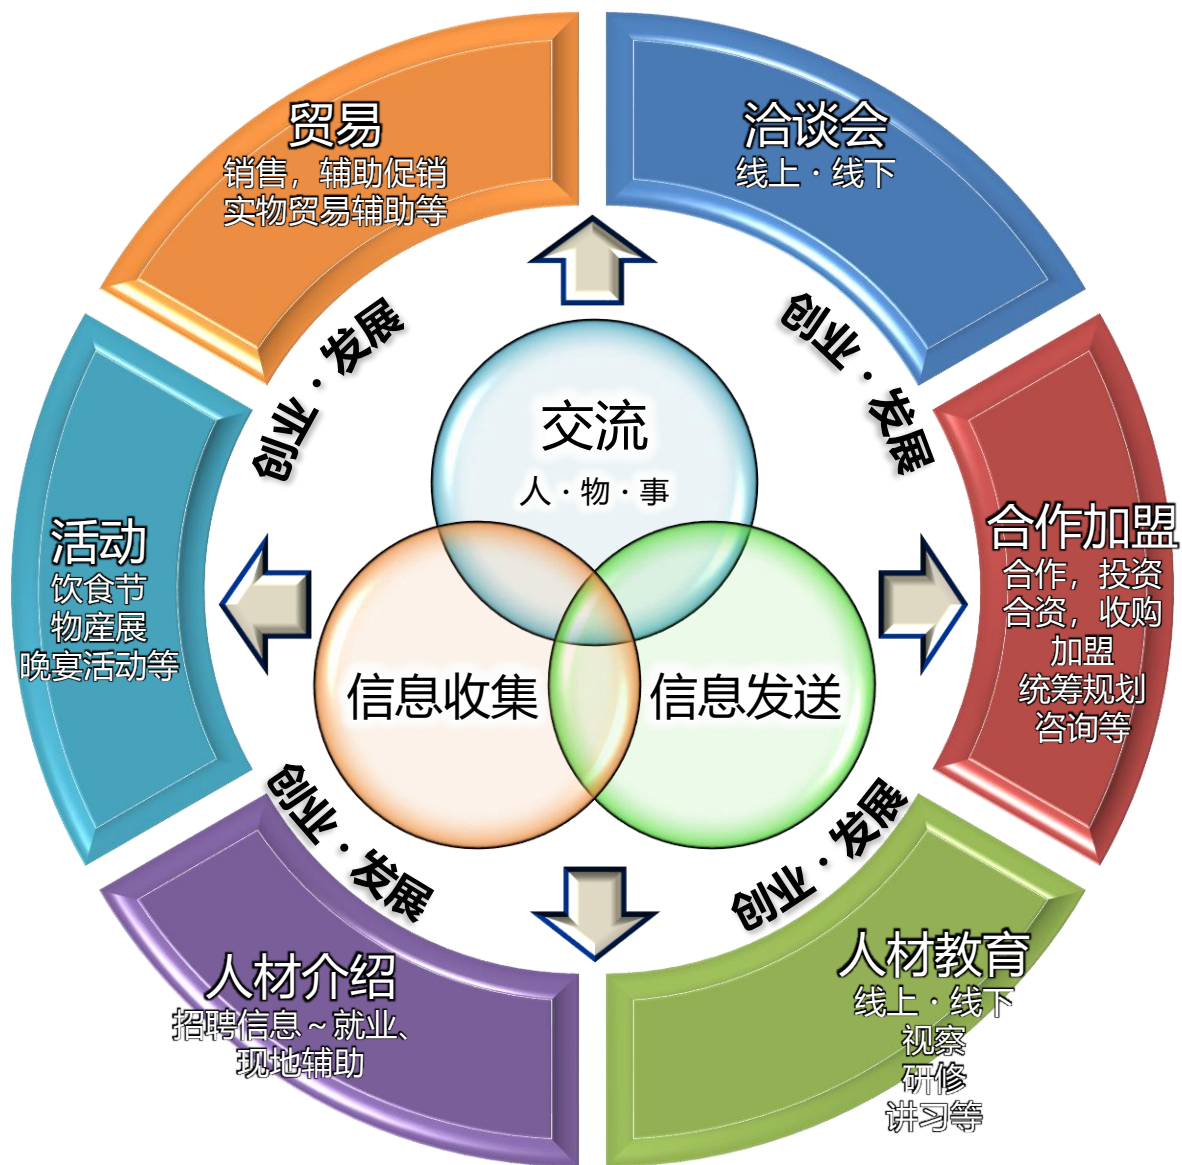 贸易
销售，辅助促销
实物贸易辅助等
洽谈会
线上・线下
创业・发展
创业・发展
交流
人・物・事
活动
饮食节
物産展
晚宴活动等
合作加盟
合作，投资
合资，收购
加盟
统筹规划
咨询等
信息收集
信息发送
创业・发展
创业・发展
人材介绍
招聘信息～就业、
现地辅助
人材教育
线上・线下
视察
研修
讲习等